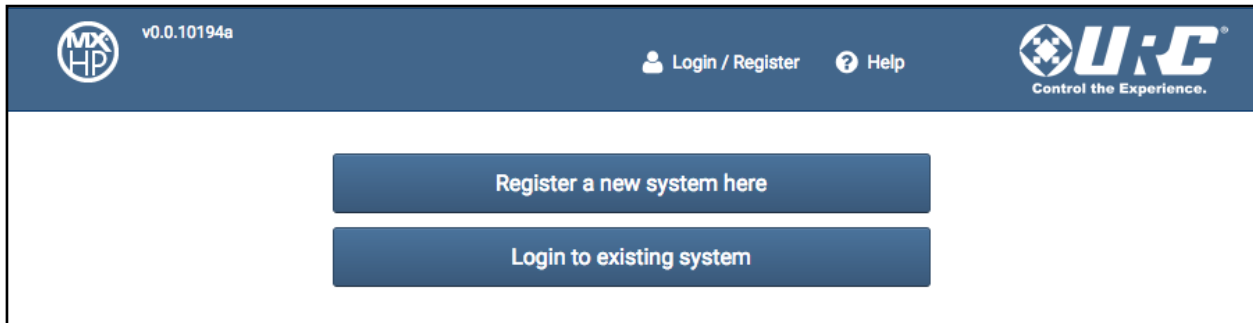 MX
HP
v0.0.10194a
Login / Register
Help
URC®
Control the Experience.
Register a new system here
Login to existing system